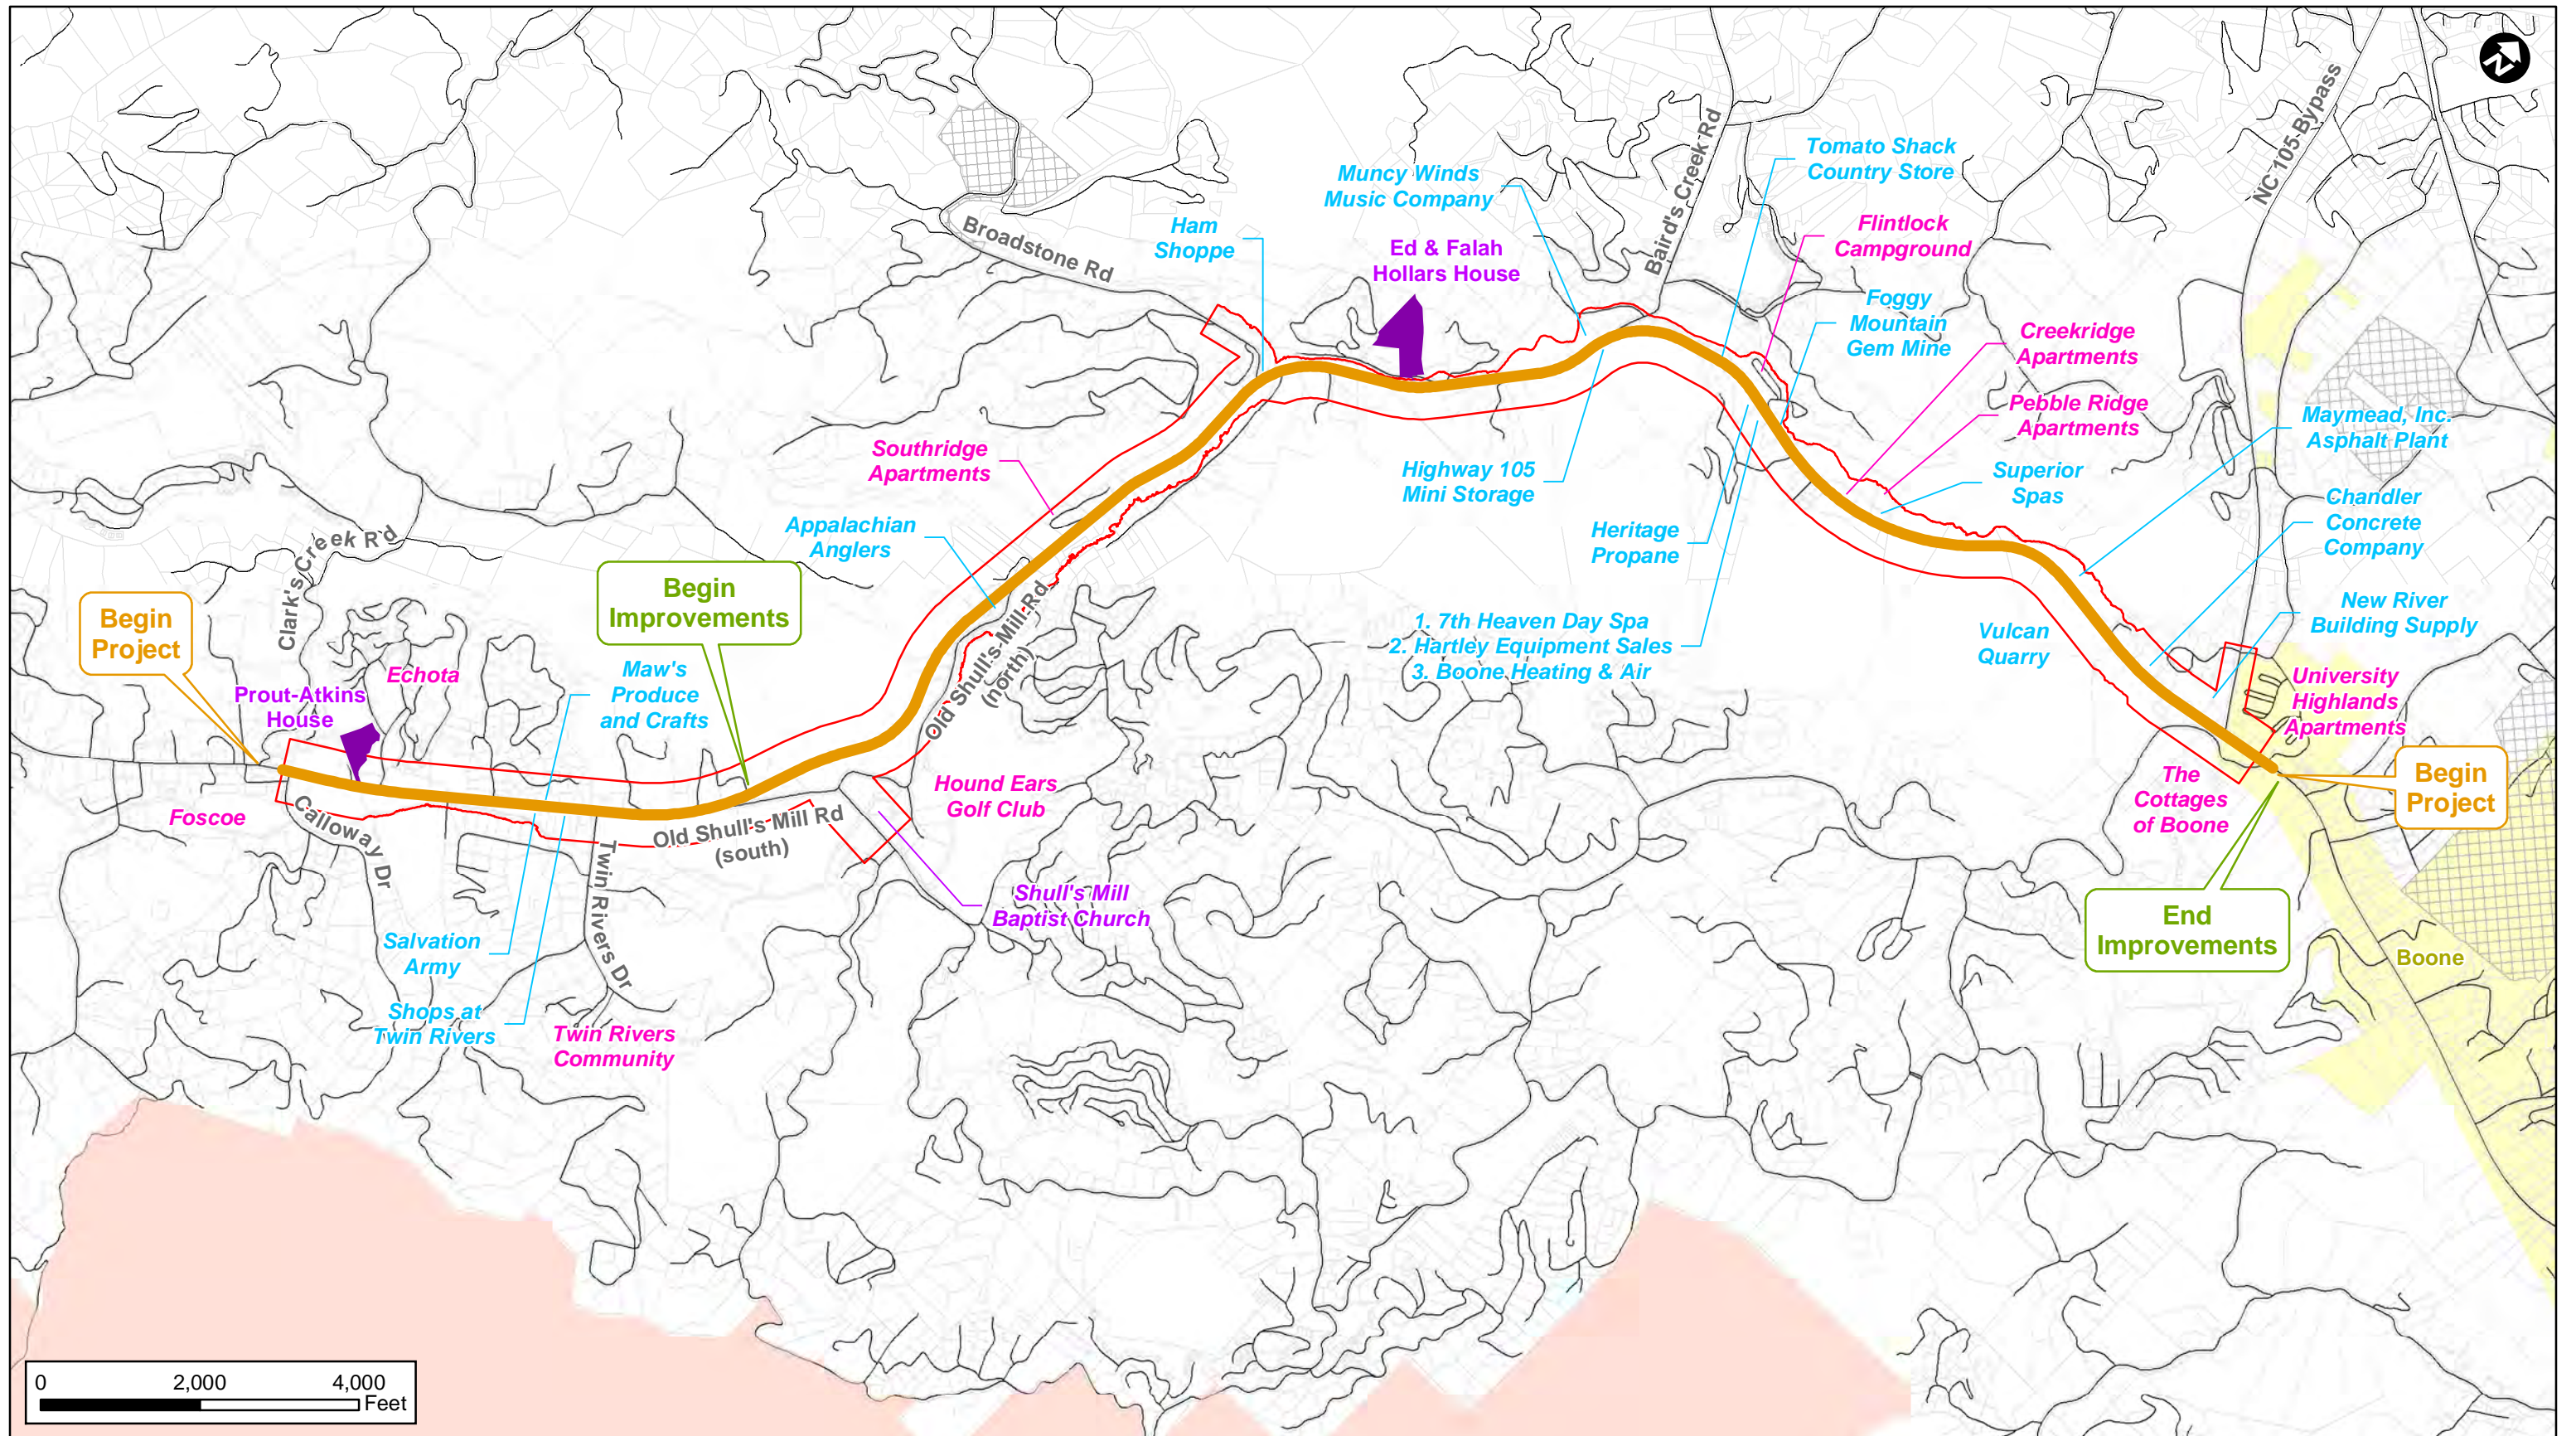 N
NC 105 Bypass
Baird's Creek Rd
Tomato Shack
Country Store
Muncy Winds
Music Company
Flintlock
Campground
Ham
Shoppe
Broadstone Rd
Ed & Falah
Hollars House
Foggy
Mountain
Gem Mine
Creekridge
Apartments
Pebble Ridge
Apartments
Maymead, Inc.
Asphalt Plant
Southridge
Apartments
Highway 105
Mini Storage
Superior
Spas
Chandler
Concrete
Company
Appalachian
Anglers
Heritage
Propane
Clark's Creek Rd
Begin
Improvements
Begin
Project
New River
Building Supply
1. 7th Heaven Day Spa
2. Hartley Equipment Sales
3. Boone Heating & Air
Vulcan
Quarry
Old Shull's Mill Rd
(north)
Echota
Maw's
Produce
and Crafts
Prout-Atkins
House
University
Highlands
Apartments
Hound Ears
Golf Club
The
Cottages
of Boone
Begin
Project
Foscoe
Calloway Dr
Old Shull's Mill Rd
(south)
Twin Rivers Dr
Shull's Mill
Baptist Church
End
Improvements
Boone
Salvation
Army
Shops at
Twin Rivers
Twin Rivers
Community
0 2,000 4,000
Feet